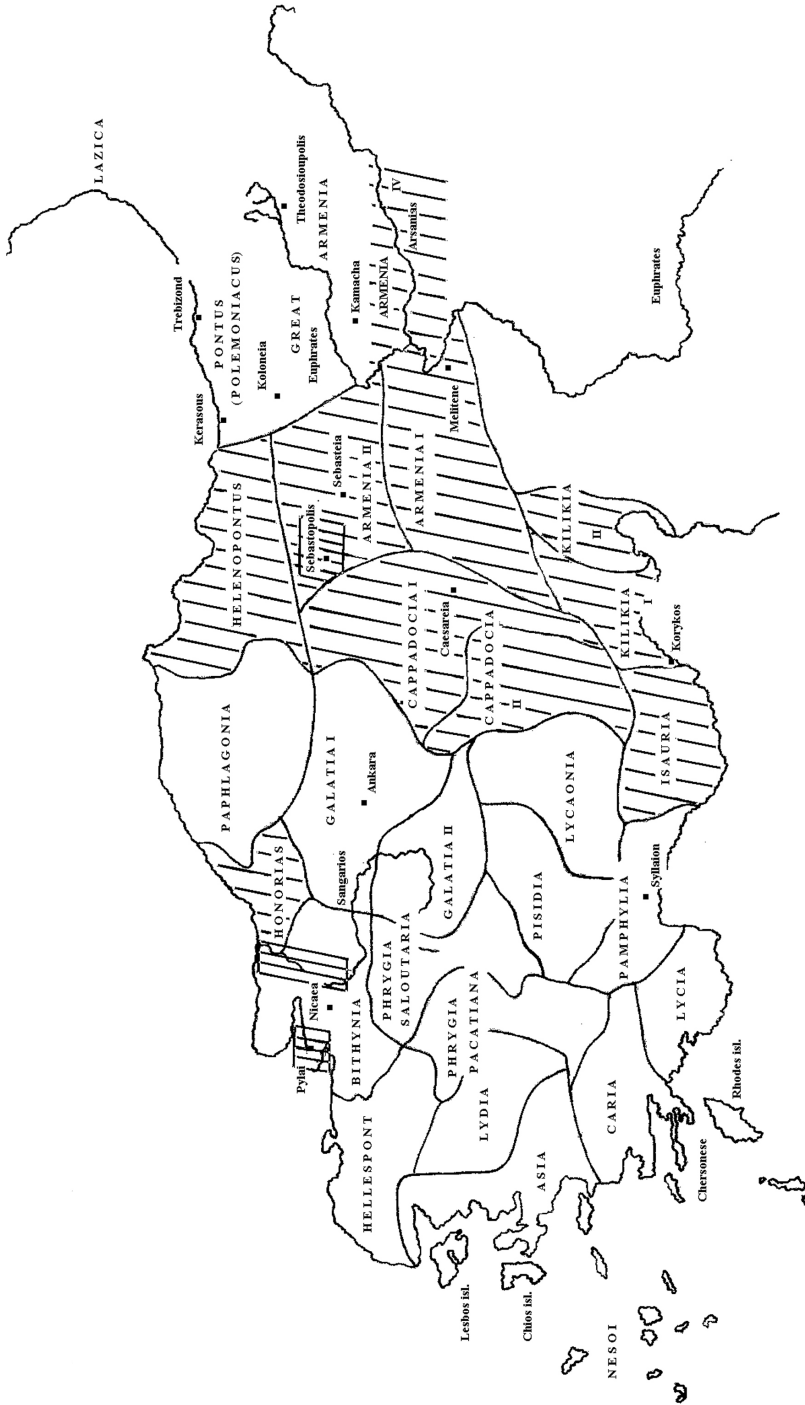 LAZICA
Trebizond
Kerasous
PONTUS
(POLEMONIACUS)
Koloneia
Theodosioupolis
GREAT
ARMENIA
Euphrates
Kamacha
ARMENIA
IV
Arsanias
HELENOPONTUS
Sebastopolis
Sebasteia
ARMENIA II
ARMENIA I
Melitene
Euphrates
PAPHLAGONIA
GALATIA I
Ankara
CAPPADOCIA I
Caesareia
CAPPADOCIA
II
KILIKIA
II
KILIKIA
I
Korykos
ISAURIA
HONORIAS
Sangarios
GALATIA II
LYCAONIA
PISIDIA
PAMPHYLIA
Syllaion
Nicaea
Pylai
BITHYNIA
PHRYGIA
SALOUTARIA
PHRYGIA
PACATIANA
LYCIA
HELLESPONT
LYDIA
ASIA
CARIA
Rhodes isl.
Chersonese
Lesbos isl.
Chios isl.
NESOI